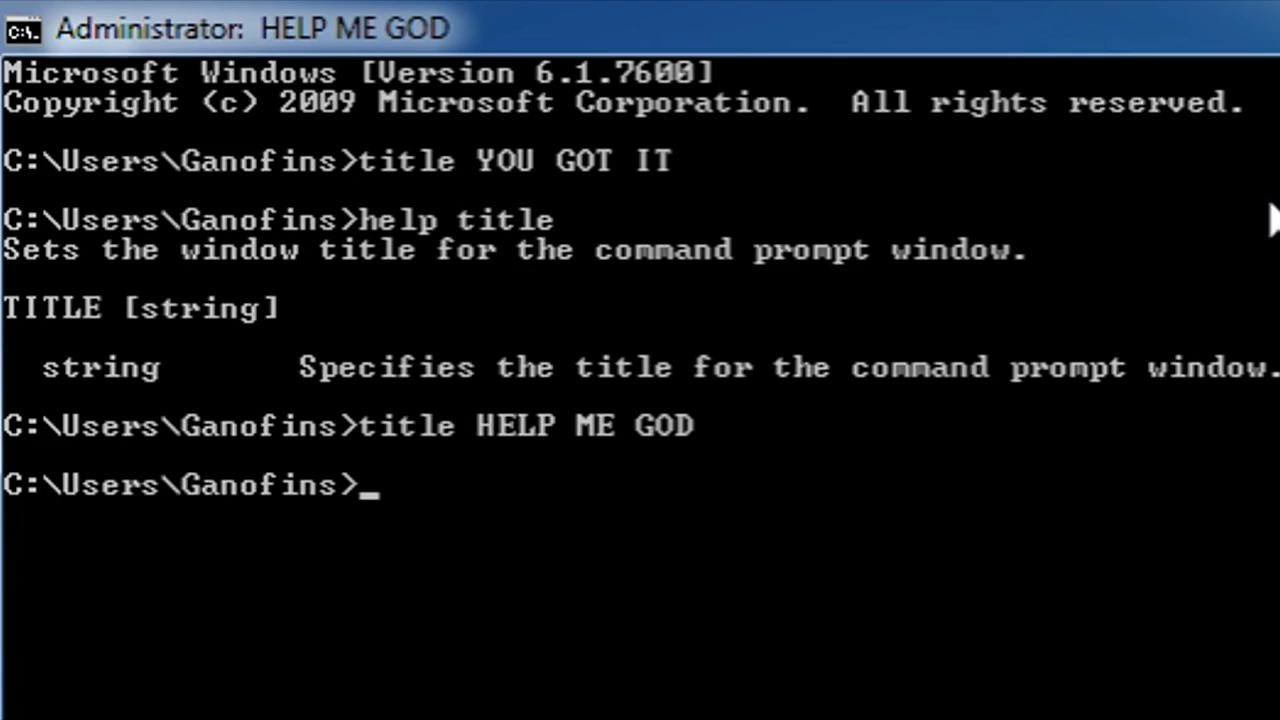 Administrator: HELP ME GOD
Microsoft Windows [Version 6.1.7600]
Copyright (c) 2009 Microsoft Corporation.  All rights reserved.
C:\Users\Ganofins>title YOU GOT IT
C:\Users\Ganofins>help title
Sets the window title for the command prompt window.
TITLE [string]
string       Specifies the title for the command prompt window.
C:\Users\Ganofins>title HELP ME GOD
C:\Users\Ganofins>_